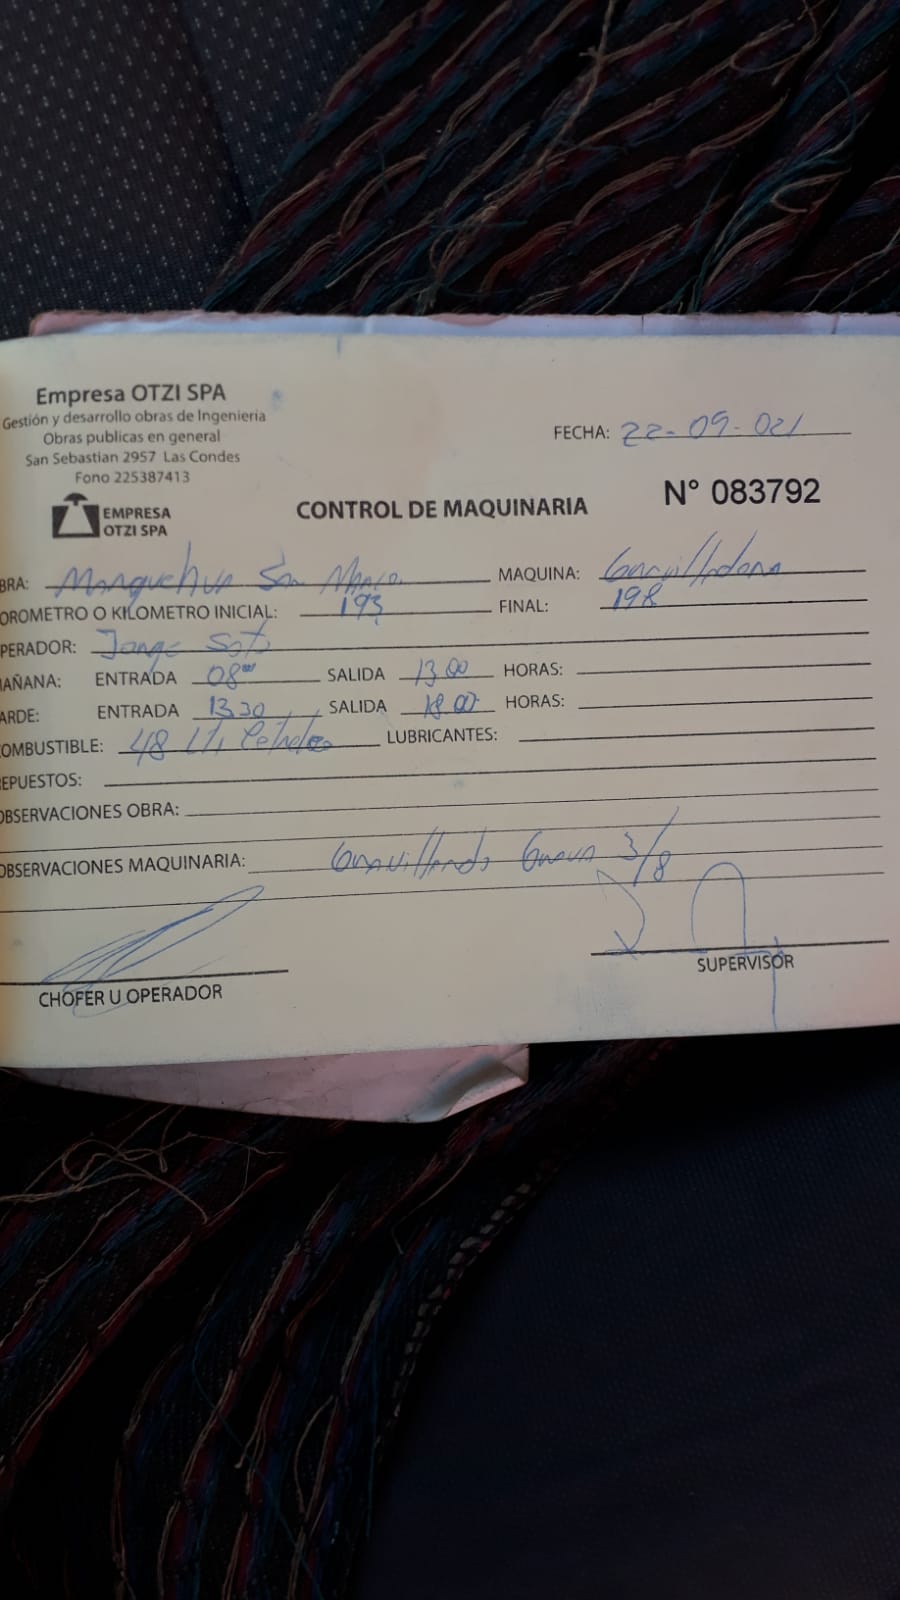 Empresa OTZI SPA
Gestión y desarrollo obras de Ingenieria
Obras publicas en general
San Sebastian 2957 Las Condes
Fono 225387413
EMPRESA
OTZI SPA
FECHA: 22-09-021
CONTROL DE MAQUINARIA
N° 083792
BRA: Manquehue San MAQUINA: Gravilladora
OROMETRO O KILOMETRO INICIAL: 193 FINAL: 198
PERADOR: Jorge Soto
AÑANA: ENTRADA 08⁰⁰ SALIDA 13 00 HORAS:
ARDE: ENTRADA 13 30 SALIDA 18 00 HORAS:
OMBUSTIBLE: 48 Lts Petroleo LUBRICANTES:
EPUESTOS:
OBSERVACIONES OBRA:
OBSERVACIONES MAQUINARIA: Gravillando Grava 3/8
CHOFER U OPERADOR
SUPERVISOR